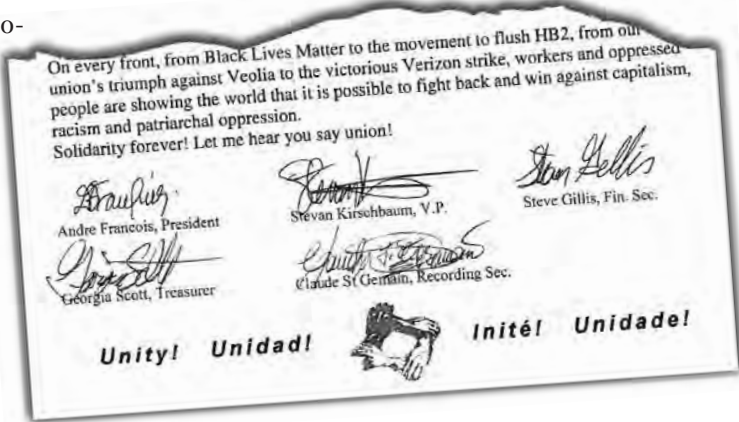 o-
On every front, from Black Lives Matter to the movement to flush HB2, from our
union's triumph against Veolia to the victorious Verizon strike, workers and oppressed
people are showing the world that it is possible to fight back and win against capitalism,
racism and patriarchal oppression.
Solidarity forever! Let me hear you say union!
Andre Francois, President
Stevan Kirschbaum, V.P.
Steve Gillis, Fin. Sec.
Georgia Scott, Treasurer
Claude St Gemain, Recording Sec.
Unity! Unidad! Inité! Unidade!